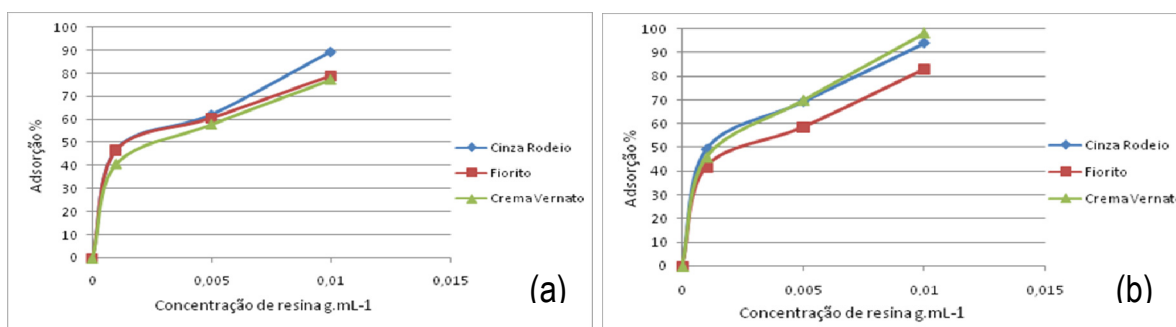 100
90
80
70
60
50
40
30
20
10
0
Adsorção %
0
0,005
0,01
0,015
Concentração de resina g.mL-1
Cinza Rodeio
Fiorito
Crema Vernato
(a)
100
90
80
70
60
50
40
30
20
10
0
Adsorção %
0
0,005
0,01
0,015
Concentração de resina g.mL-1
Cinza Rodeio
Fiorito
Crema Vernato
(b)